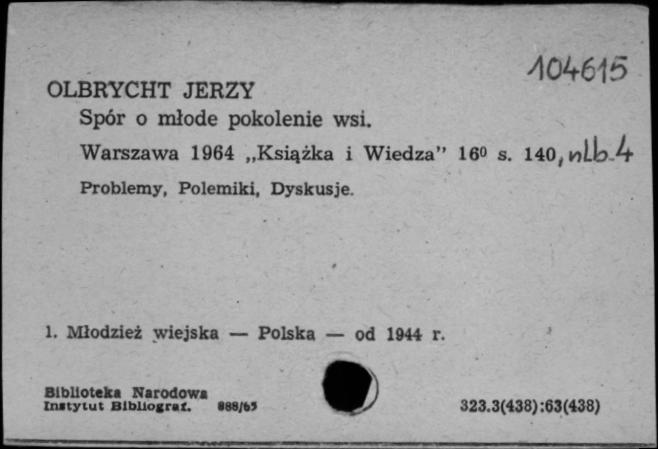 104615
OLBRYCHT JERZY
Spór o młode pokolenie wsi.
Warszawa 1964 „Książka i Wiedza” 16⁰ s. 140, nlb. 4
Problemy, Polemiki, Dyskusje.
1. Młodzież wiejska — Polska — od 1944 r.
Biblioteka Narodowa
Instytut Bibliograf. 888/65
323.3(438):63(438)